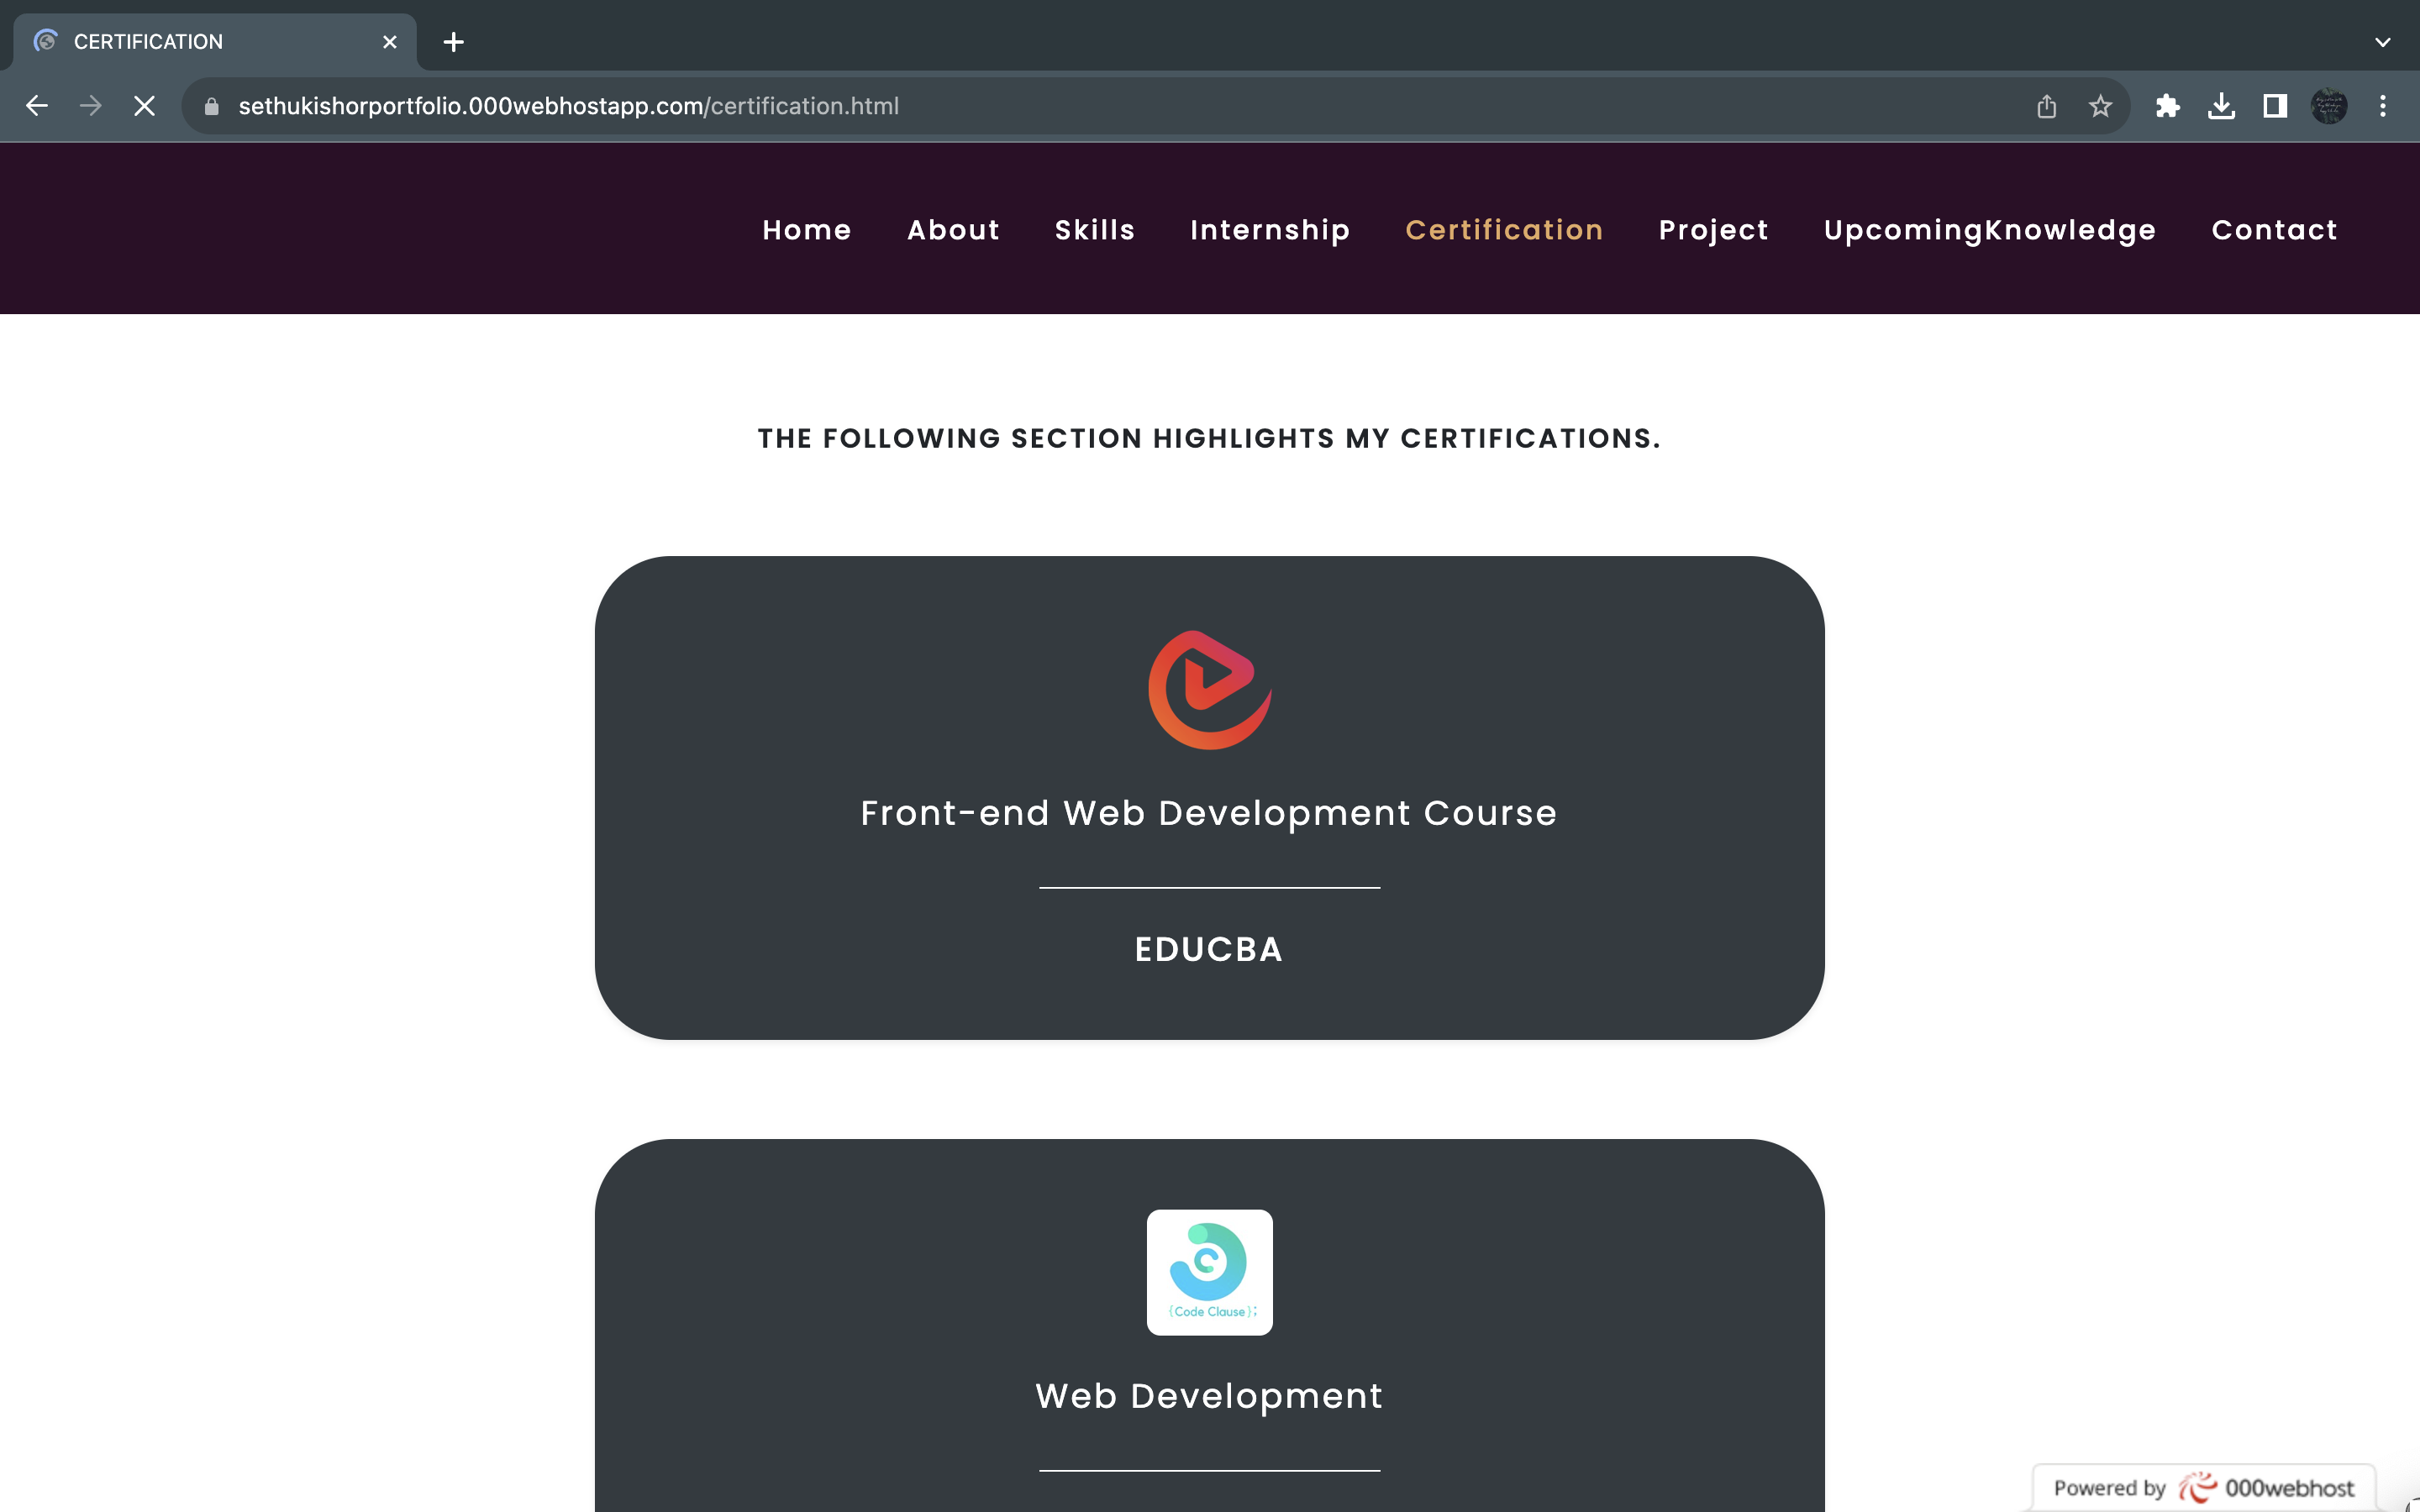 CERTIFICATION
sethukishorportfolio.000webhostapp.com/certification.html
Home About Skills Internship Certification Project UpcomingKnowledge Contact
THE FOLLOWING SECTION HIGHLIGHTS MY CERTIFICATIONS.
Front-end Web Development Course
EDUCBA
{Code Clause};
Web Development
Powered by 000webhost